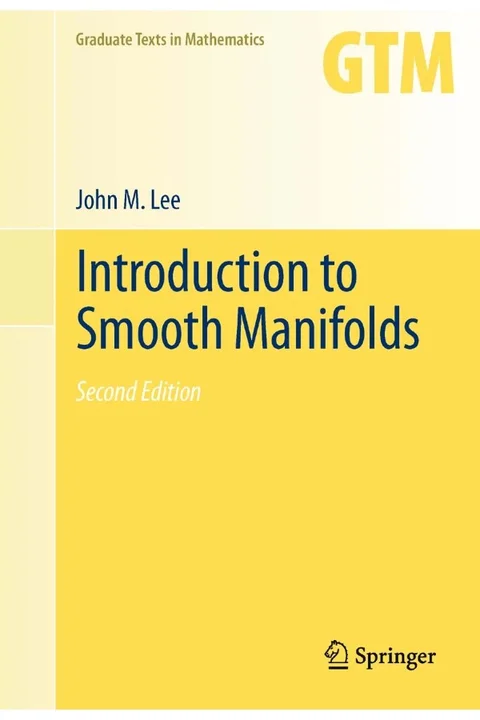 Graduate Texts in Mathematics
GTM
John M. Lee
Introduction to
Smooth Manifolds
Second Edition
Springer